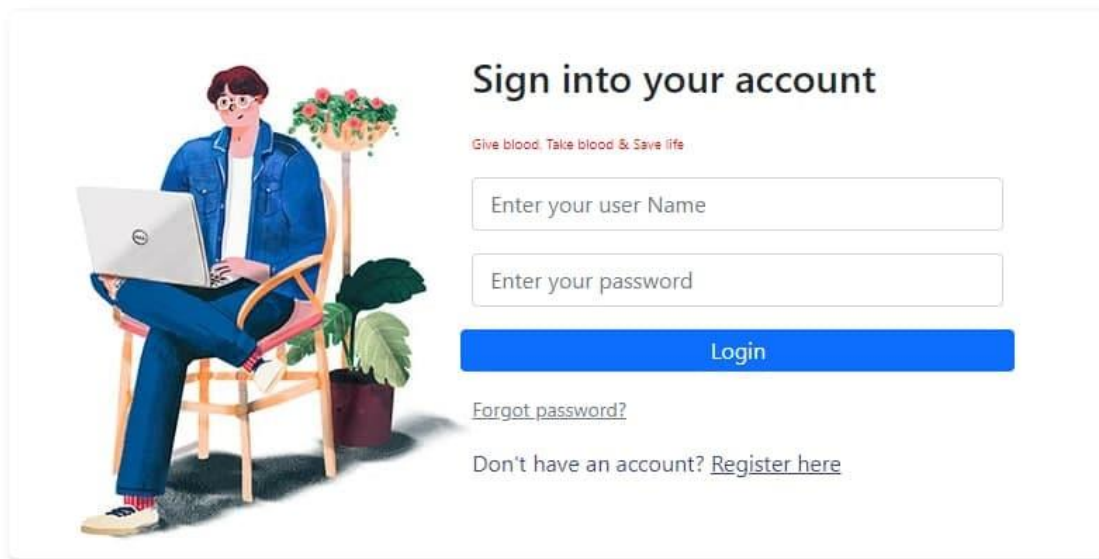 Sign into your account
Give blood, Take blood & Save life
Enter your user Name
DELL
Enter your password
Login
Forgot password?
Don't have an account? Register here